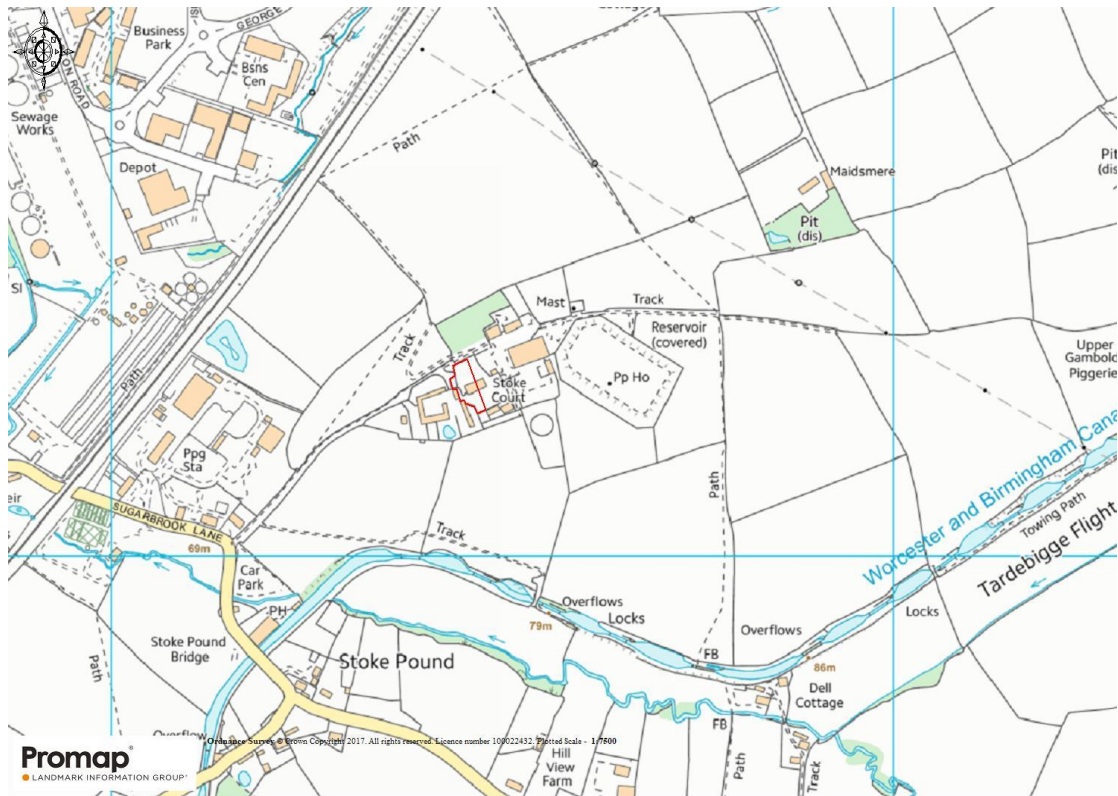 Business
Park
GEORGE
Bsns
Cen
Sewage
Works
ROAD
Depot
Path
Maidsmere
Pit
(dis)
Pit
(dis
Sl
Mast
Track
Reservoir
(covered)
Track
Path
Upper
Gambolo
Piggerie
Pp Ho
Stoke
Court
Ppg
Sta
Path
Worcester and Birmingham Cana
Towing Path
Tardebigge Flight
eir
SUGARBROOK LANE
69m
Track
Car
Park
PH
Overflows
Locks
79m
Locks
Overflows
Stoke Pound
Bridge
Stoke Pound
FB
86m
Path
Dell
Cottage
FB
Overflow
Ordnance Survey © Crown Copyright 2017. All rights reserved. Licence number 100022432. Plotted Scale - 1:7500
Hill
View
Farm
Path
Track
Promap®
LANDMARK INFORMATION GROUP®